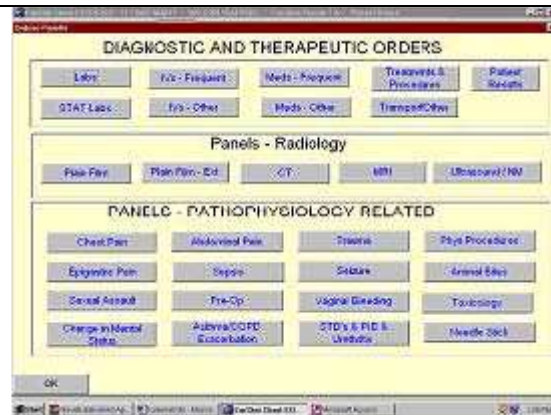 DIAGNOSTIC AND THERAPEUTIC ORDERS
Labs
IVs - Frequent
Meds - Frequent
Treatments & Procedures
Patient Results
STAT Labs
IVs - Other
Meds - Other
Transport/Other
Panels - Radiology
Plain Film
Plain Film - Ext
CT
MRI
Ultrasound / NM
PANELS - PATHOPHYSIOLOGY RELATED
Chest Pain
Abdominal Pain
Trauma
Phys Procedures
Epigastric Pain
Sepsis
Seizure
Animal Bites
Sexual Assault
Pre-Op
Vaginal Bleeding
Toxicology
Change in Mental Status
Asthma/COPD Exacerbation
STD's & PID & Urethritis
Needle Stick
OK
Start